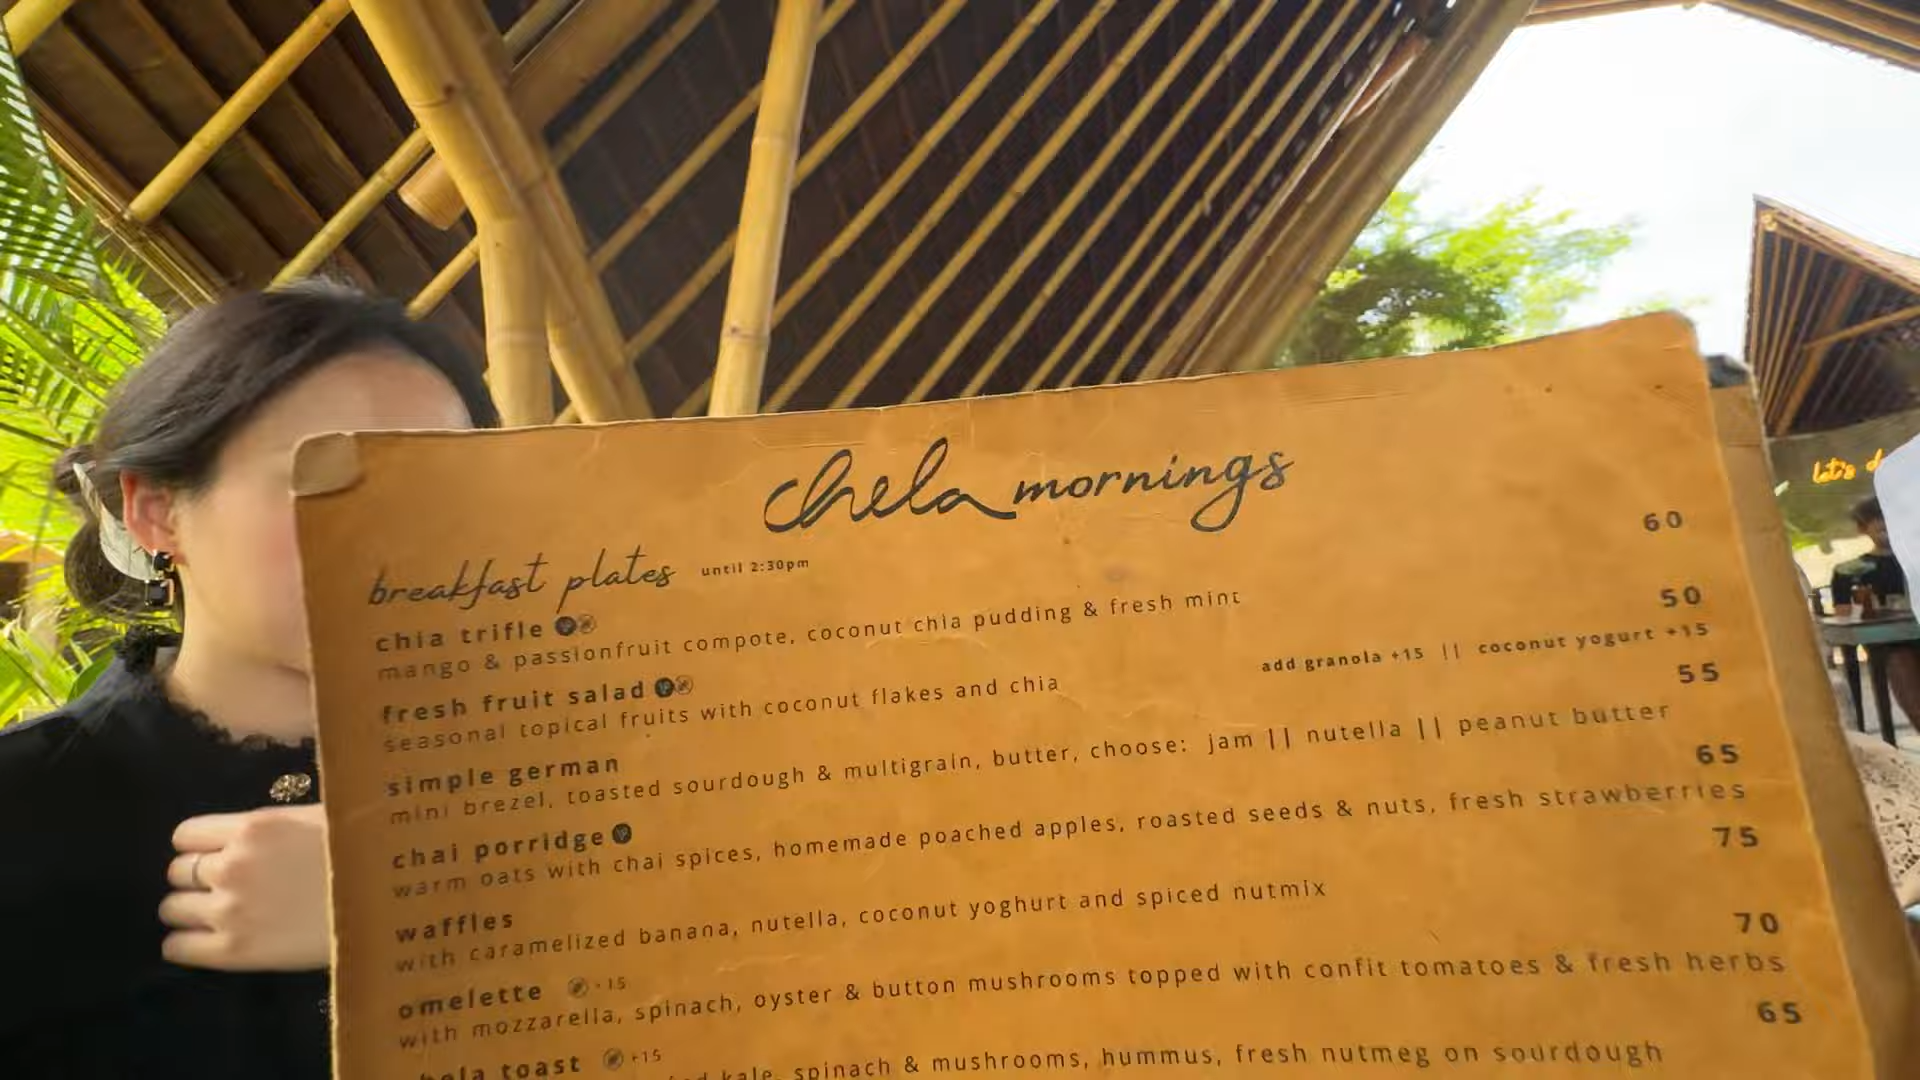 chela mornings
breakfast plates until 2:30pm
chia trifle 60
mango & passionfruit compote, coconut chia pudding & fresh mint
fresh fruit salad 50
seasonal topical fruits with coconut flakes and chia
add granola +15 || coconut yogurt +15
simple german 55
mini brezel, toasted sourdough & multigrain, butter, choose: jam || nutella || peanut butter
chai porridge 65
warm oats with chai spices, homemade poached apples, roasted seeds & nuts, fresh strawberries
waffles 75
with caramelized banana, nutella, coconut yoghurt and spiced nutmix
omelette +15 70
with mozzarella, spinach, oyster & button mushrooms topped with confit tomatoes & fresh herbs
toast +15 65
kale, spinach & mushrooms, hummus, fresh nutmeg on sourdough
let's